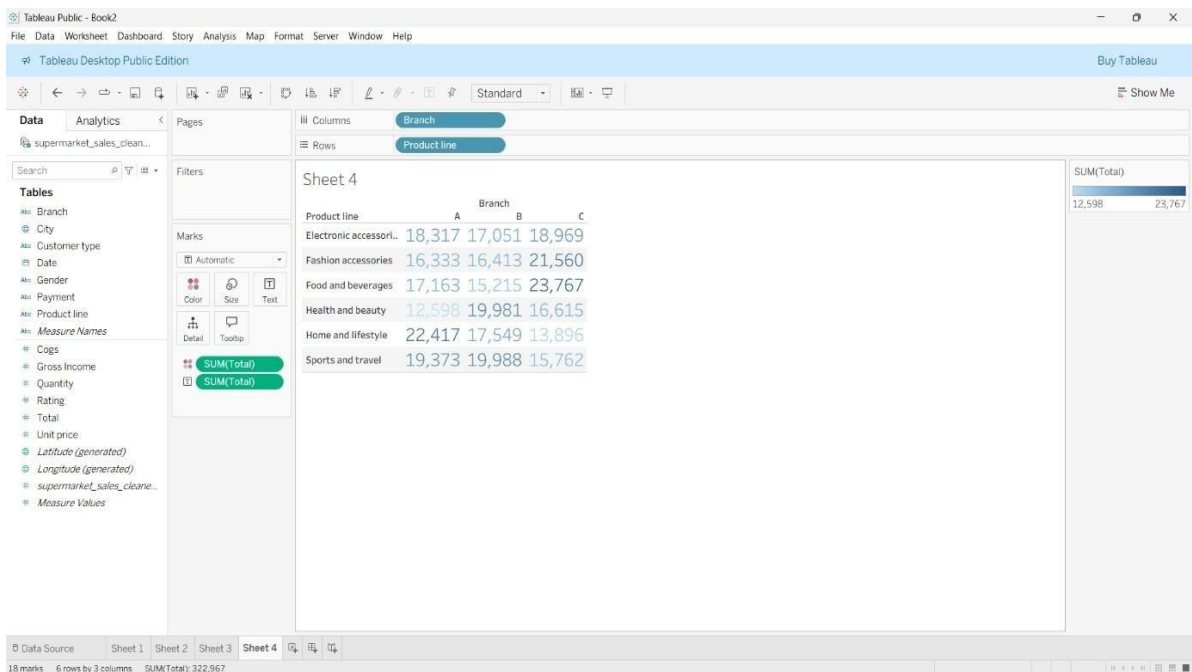 Tableau Public - Book2
File Data Worksheet Dashboard Story Analysis Map Format Server Window Help
Tableau Desktop Public Edition Buy Tableau
Standard Show Me
Data Analytics Pages Columns Branch
supermarket_sales_clean... Rows Product line
Search Filters Sheet 4 SUM(Total)
Tables Branch 12,598 23,767
Product line A B C
Abc Branch
City
Abc Customer type
Date
Abc Gender
Abc Payment
Abc Product line
Abc Measure Names
Cogs
Gross Income
Quantity
Rating
Total
Unit price
Latitude (generated)
Longitude (generated)
supermarket_sales_cleane...
Measure Values
Marks
Automatic
Color Size Text
Detail Tooltip
SUM(Total)
SUM(Total)
Electronic accessori.. 18,317 17,051 18,969
Fashion accessories 16,333 16,413 21,560
Food and beverages 17,163 15,215 23,767
Health and beauty 12,598 19,981 16,615
Home and lifestyle 22,417 17,549 13,896
Sports and travel 19,373 19,988 15,762
Data Source Sheet 1 Sheet 2 Sheet 3 Sheet 4
18 marks 6 rows by 3 columns SUM(Total): 322,967